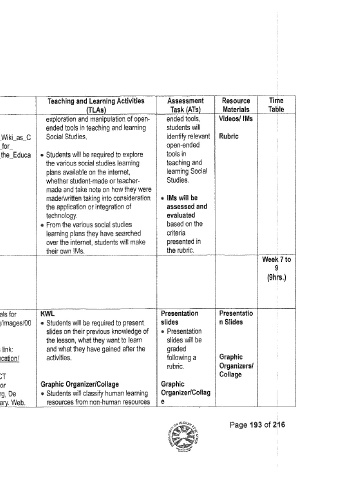 Teaching and Learning Activities
(TLAs)
Assessment
Task (ATs)
Resource
Materials
Time
Table
_Wiki_as_C
_for_
_the_Educa
exploration and manipulation of open-
ended tools in teaching and learning
Social Studies.
• Students will be required to explore
the various social studies learning
plans available on the internet,
whether student-made or teacher-
made and take note on how they were
made/written taking into consideration
the application or integration of
technology.
• From the various social studies
learning plans they have searched
over the internet, students will make
their own IMs.
ended tools,
students will
identify relevant
open-ended
tools in
teaching and
learning Social
Studies.
• IMs will be
assessed and
evaluated
based on the
criteria
presented in
the rubric.
Videos/ IMs
Rubric
Week 7 to
9
(9hrs.)
als for
/images/00
link:
ication/
CT
or
rg, De
ary. Web.
KWL
• Students will be required to present
slides on their previous knowledge of
the lesson, what they want to learn
and what they have gained after the
activities.
Graphic Organizer/Collage
• Students will classify human learning
resources from non-human resources
Presentation
slides
• Presentation
slides will be
graded
following a
rubric.
Graphic
Organizer/Collag
e
Presentatio
n Slides
Graphic
Organizers/
Collage
Page 193 of 216